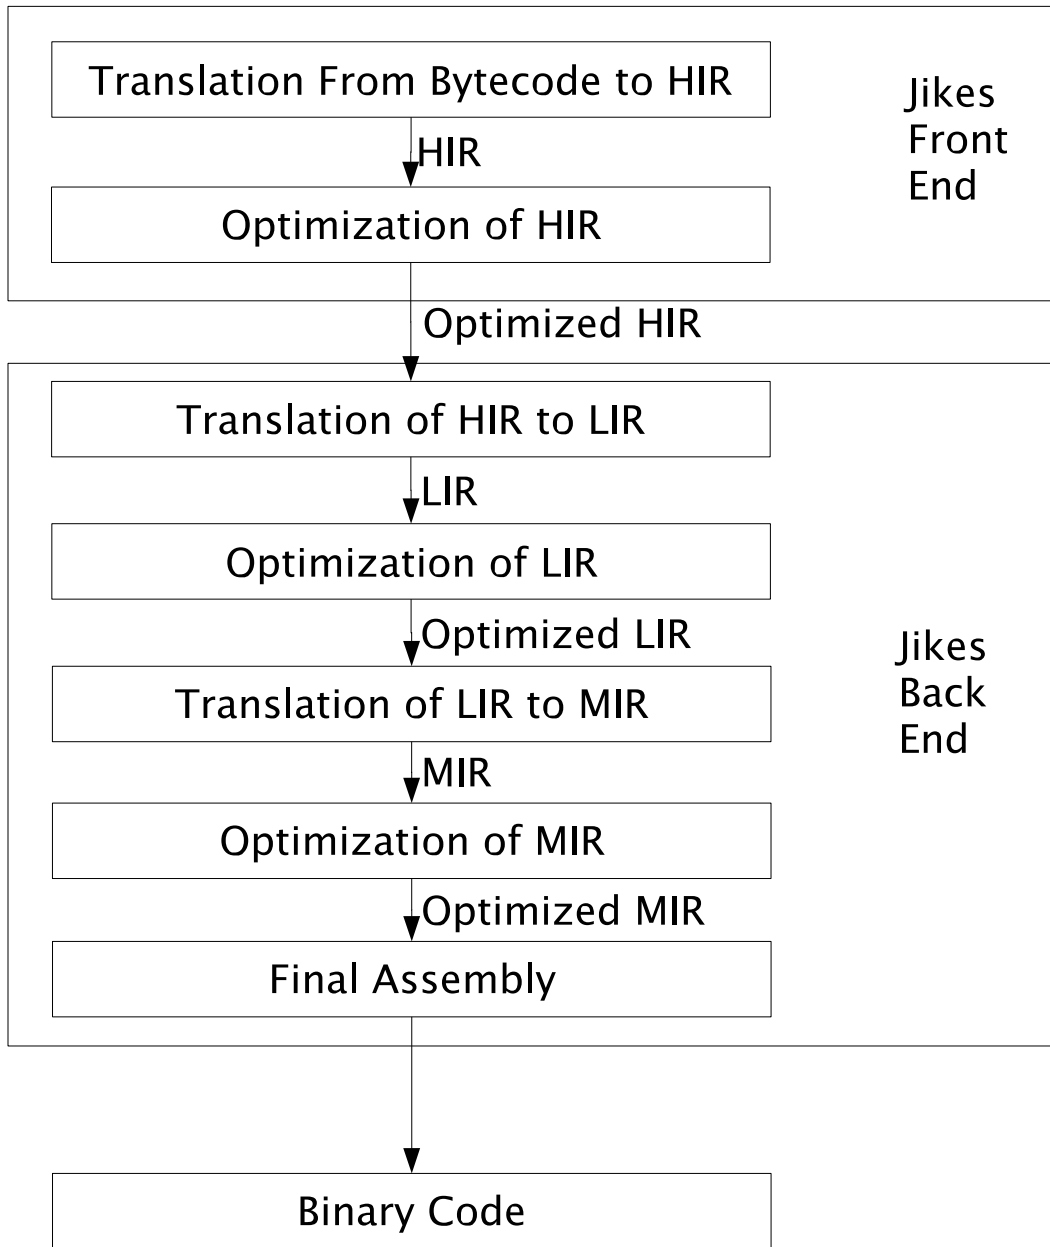 Translation From Bytecode to HIR
Jikes
Front
End
HIR
Optimization of HIR
Optimized HIR
Translation of HIR to LIR
LIR
Optimization of LIR
Optimized LIR
Jikes
Back
End
Translation of LIR to MIR
MIR
Optimization of MIR
Optimized MIR
Final Assembly
Binary Code